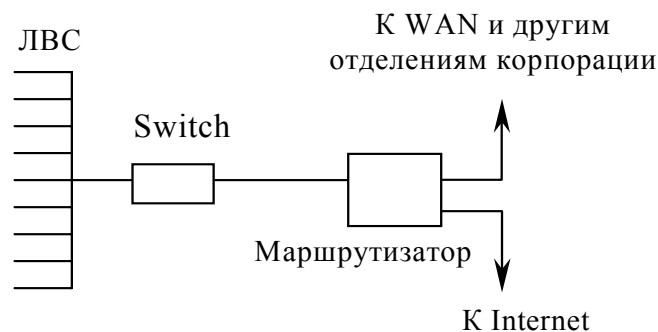 ЛВС
К WAN и другим
отделениям корпорации
Switch
Маршрутизатор
К Internet